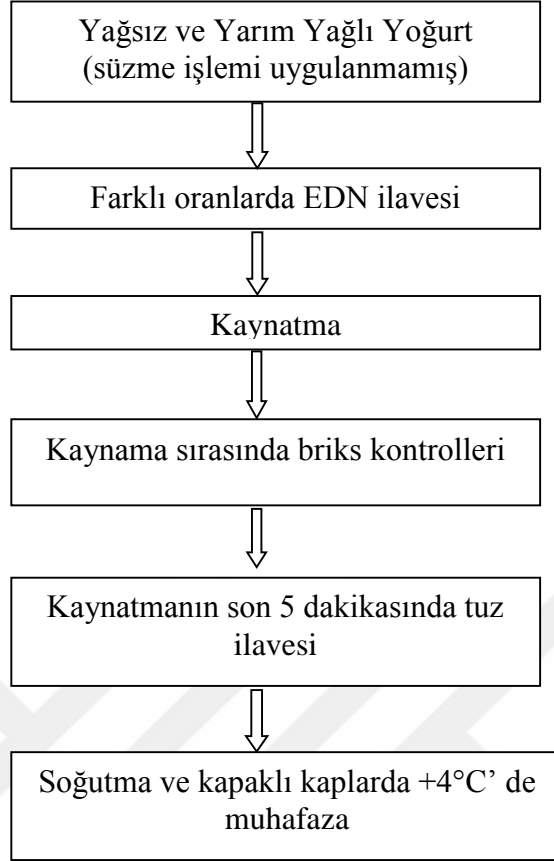 Yağsız ve Yarım Yağlı Yoğurt
(süzme işlemi uygulanmamış)
Farklı oranlarda EDN ilavesi
Kaynatma
Kaynama sırasında briks kontrolleri
Kaynatmanın son 5 dakikasında tuz
ilavesi
Soğutma ve kapaklı kaplarda +4°C’ de
muhafaza